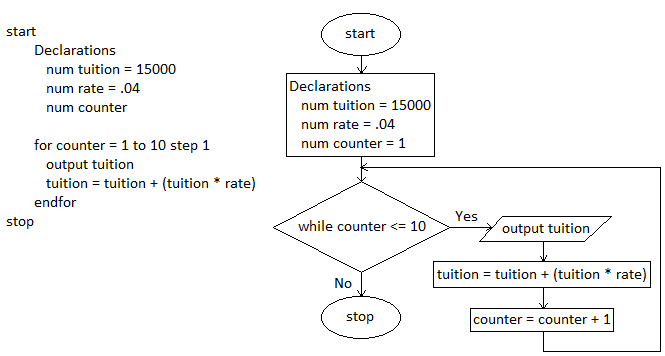 start
Declarations
num tuition = 15000
num rate = .04
num counter
for counter = 1 to 10 step 1
output tuition
tuition = tuition + (tuition * rate)
endfor
stop
start
Declarations
num tuition = 15000
num rate = .04
num counter = 1
while counter <= 10
Yes
output tuition
tuition = tuition + (tuition * rate)
counter = counter + 1
No
stop